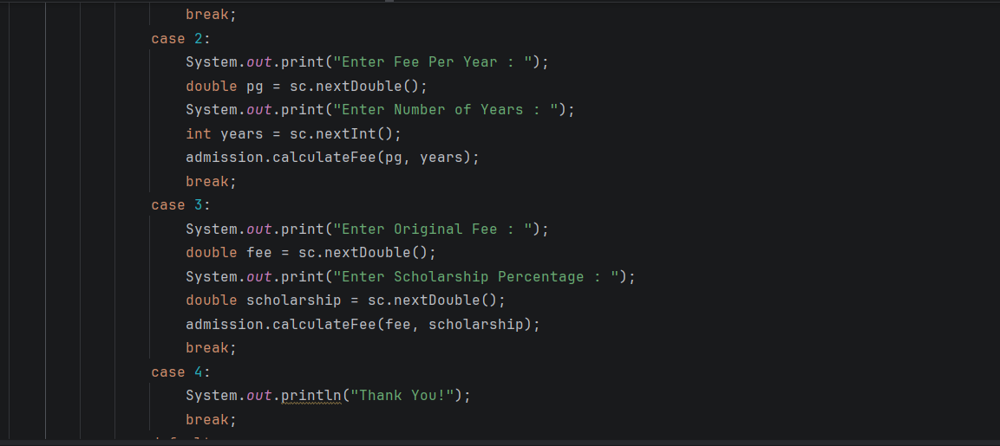 break;
case 2:
System.out.print("Enter Fee Per Year : ");
double pg = sc.nextDouble();
System.out.print("Enter Number of Years : ");
int years = sc.nextInt();
admission.calculateFee(pg, years);
break;
case 3:
System.out.print("Enter Original Fee : ");
double fee = sc.nextDouble();
System.out.print("Enter Scholarship Percentage : ");
double scholarship = sc.nextDouble();
admission.calculateFee(fee, scholarship);
break;
case 4:
System.out.println("Thank You!");
break;